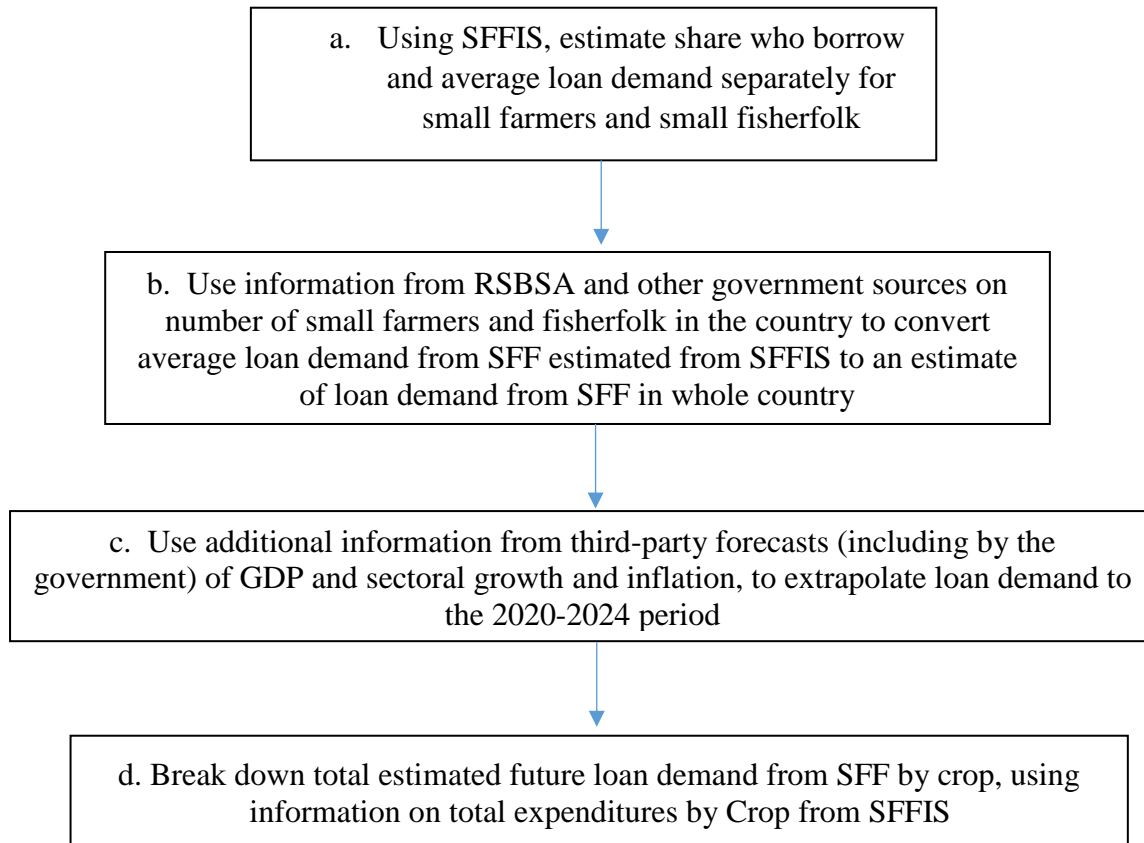 a. Using SFFIS, estimate share who borrow
and average loan demand separately for
small farmers and small fisherfolk
b. Use information from RSBSA and other government sources on
number of small farmers and fisherfolk in the country to convert
average loan demand from SFF estimated from SFFIS to an estimate
of loan demand from SFF in whole country
c. Use additional information from third-party forecasts (including by the
government) of GDP and sectoral growth and inflation, to extrapolate loan demand to
the 2020-2024 period
d. Break down total estimated future loan demand from SFF by crop, using
information on total expenditures by Crop from SFFIS